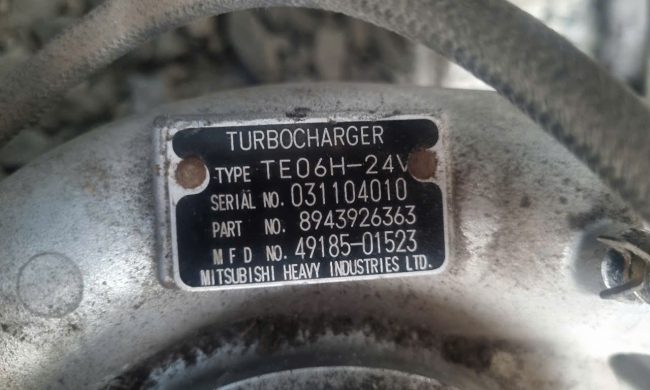 TURBOCHARGER
TYPE TE06H-24V
SERIAL NO. 031104010
PART NO. 8943926363
MFD NO. 49185-01523
MITSUBISHI HEAVY INDUSTRIES LTD.